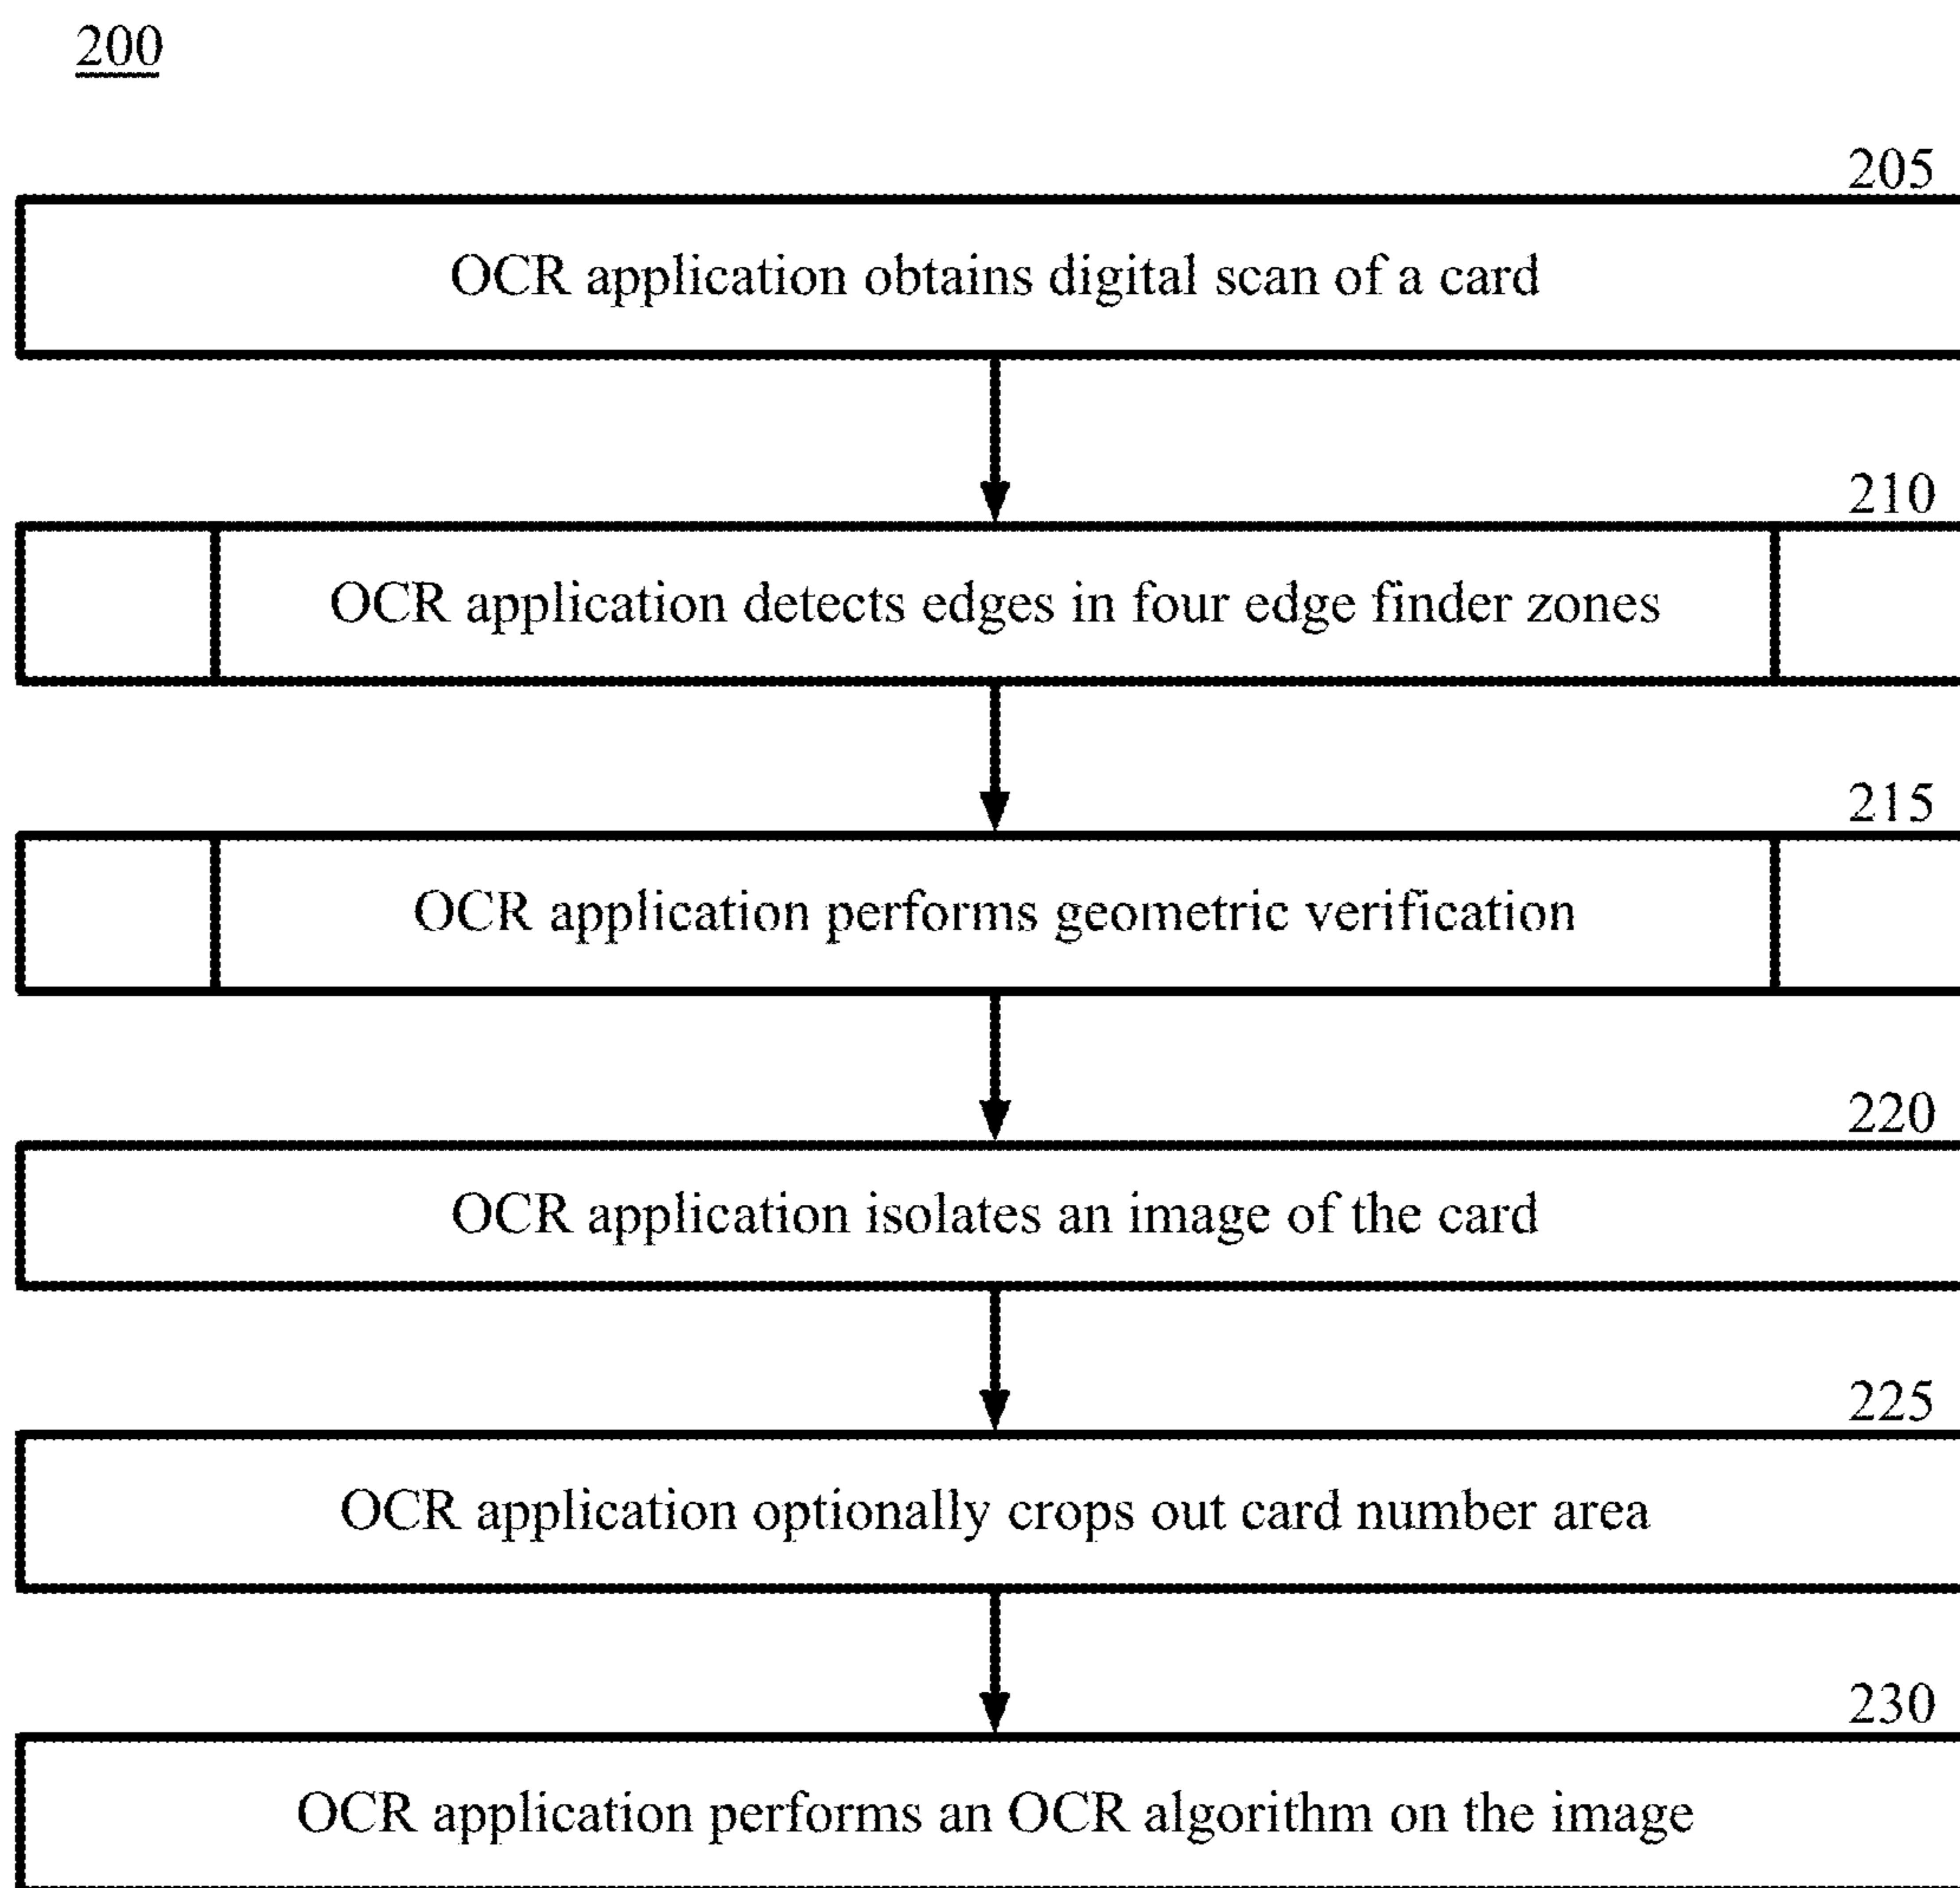 200
205
OCR application obtains digital scan of a card
210
OCR application detects edges in four edge finder zones
215
OCR application performs geometric verification
220
OCR application isolates an image of the card
225
OCR application optionally crops out card number area
230
OCR application performs an OCR algorithm on the image